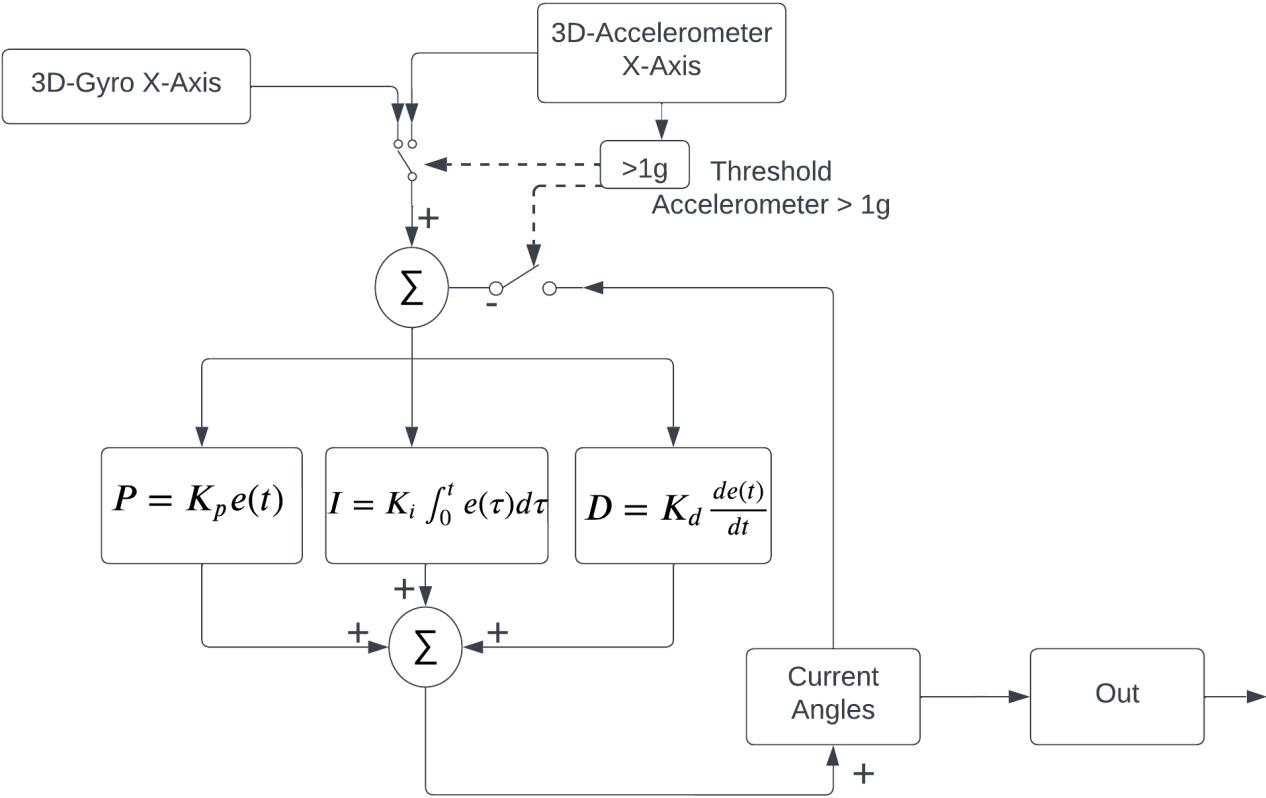 3D-Accelerometer
X-Axis
3D-Gyro X-Axis
>1g
Threshold
Accelerometer > 1g
+
Σ
-
P = K_p e(t)
I = K_i ∫_0^t e(τ)dτ
D = K_d de(t)/dt
+
+
+
Σ
Current
Angles
Out
+